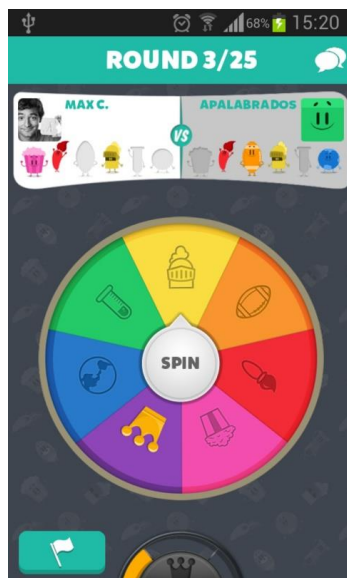 68% 15:20
ROUND 3/25
MAX C.
VS
APALABRADOS
SPIN